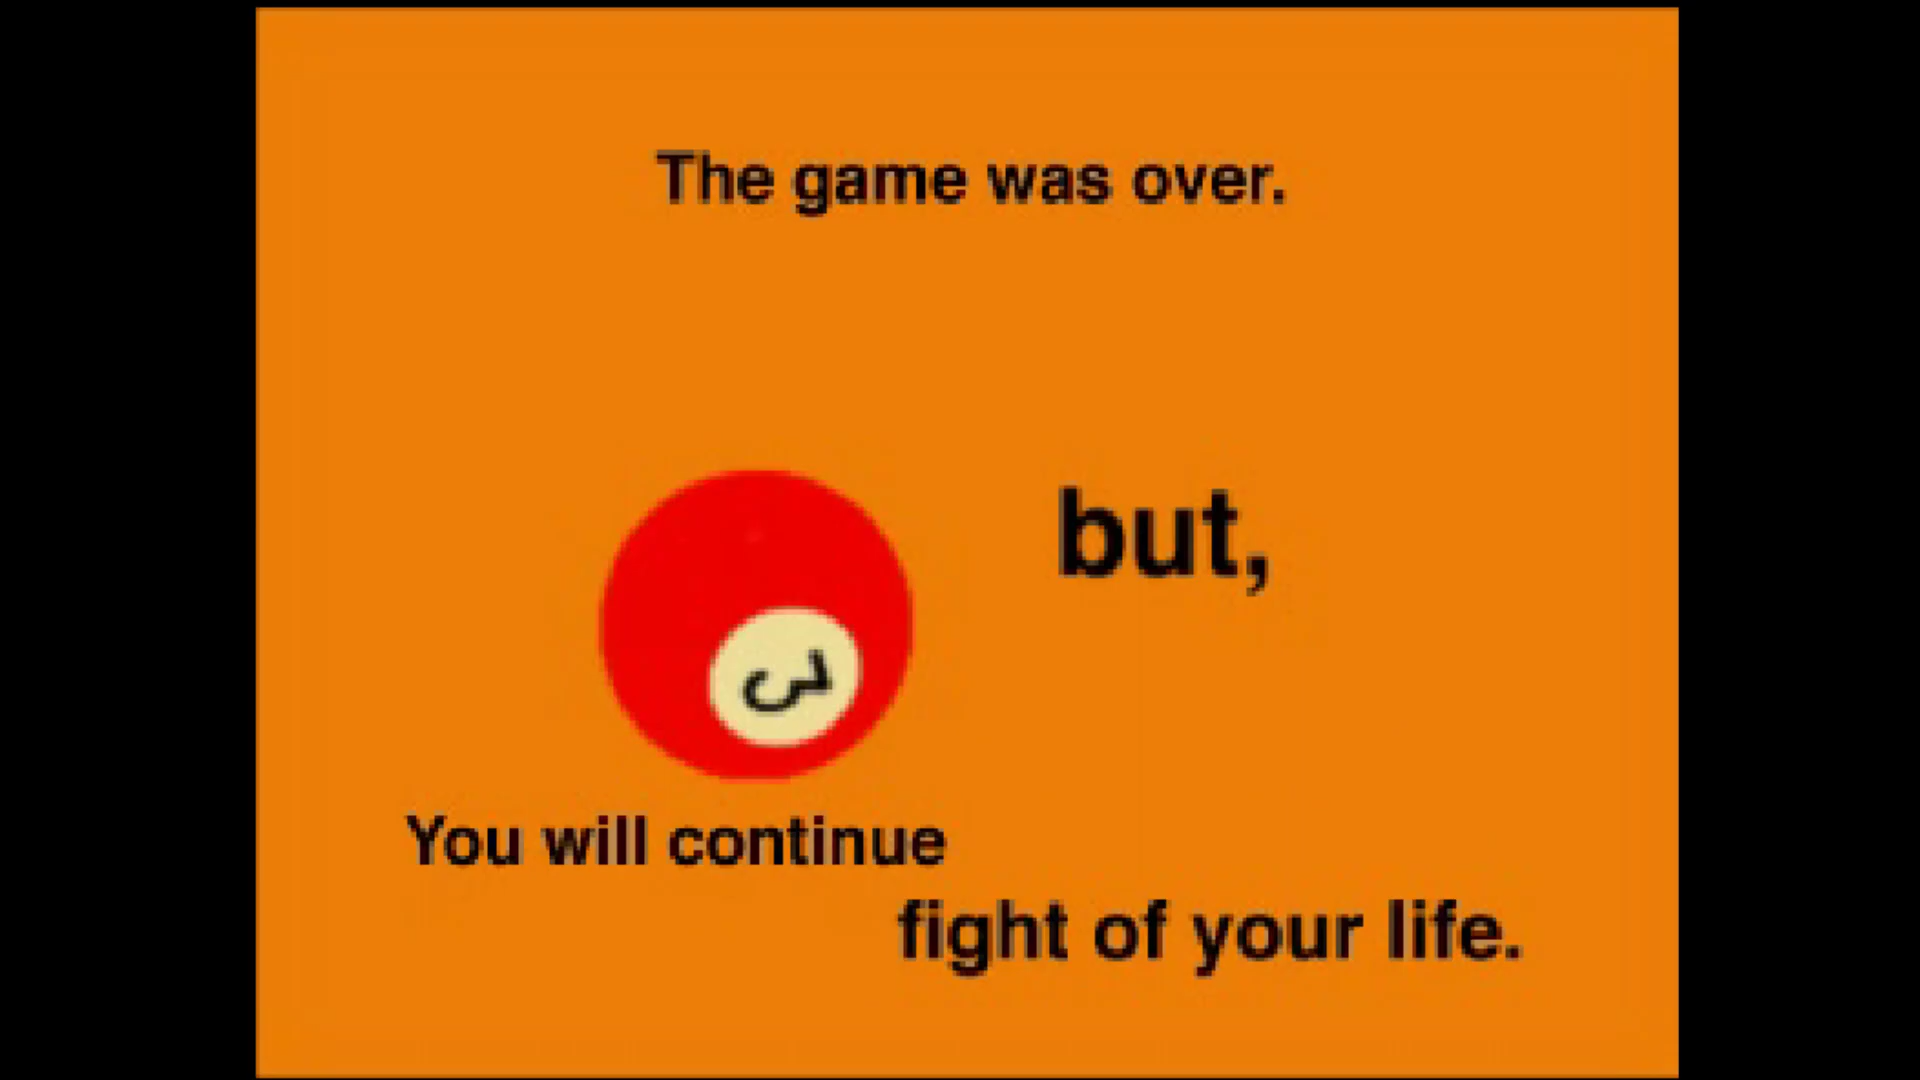 The game was over.
but,
3
You will continue
fight of your life.